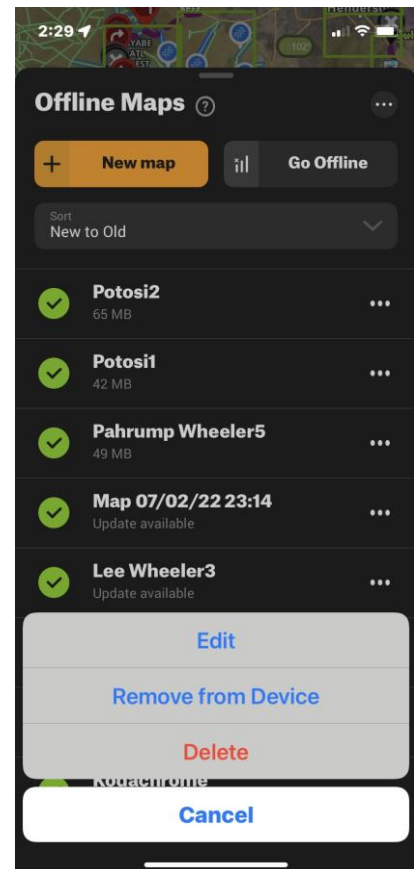 2:29
102
Offline Maps ?
+ New map
Go Offline
Sort
New to Old
Potosi2
65 MB
Potosi1
42 MB
Pahrump Wheeler5
49 MB
Map 07/02/22 23:14
Update available
Lee Wheeler3
Update available
Edit
Remove from Device
Delete
Kodachrome
Cancel